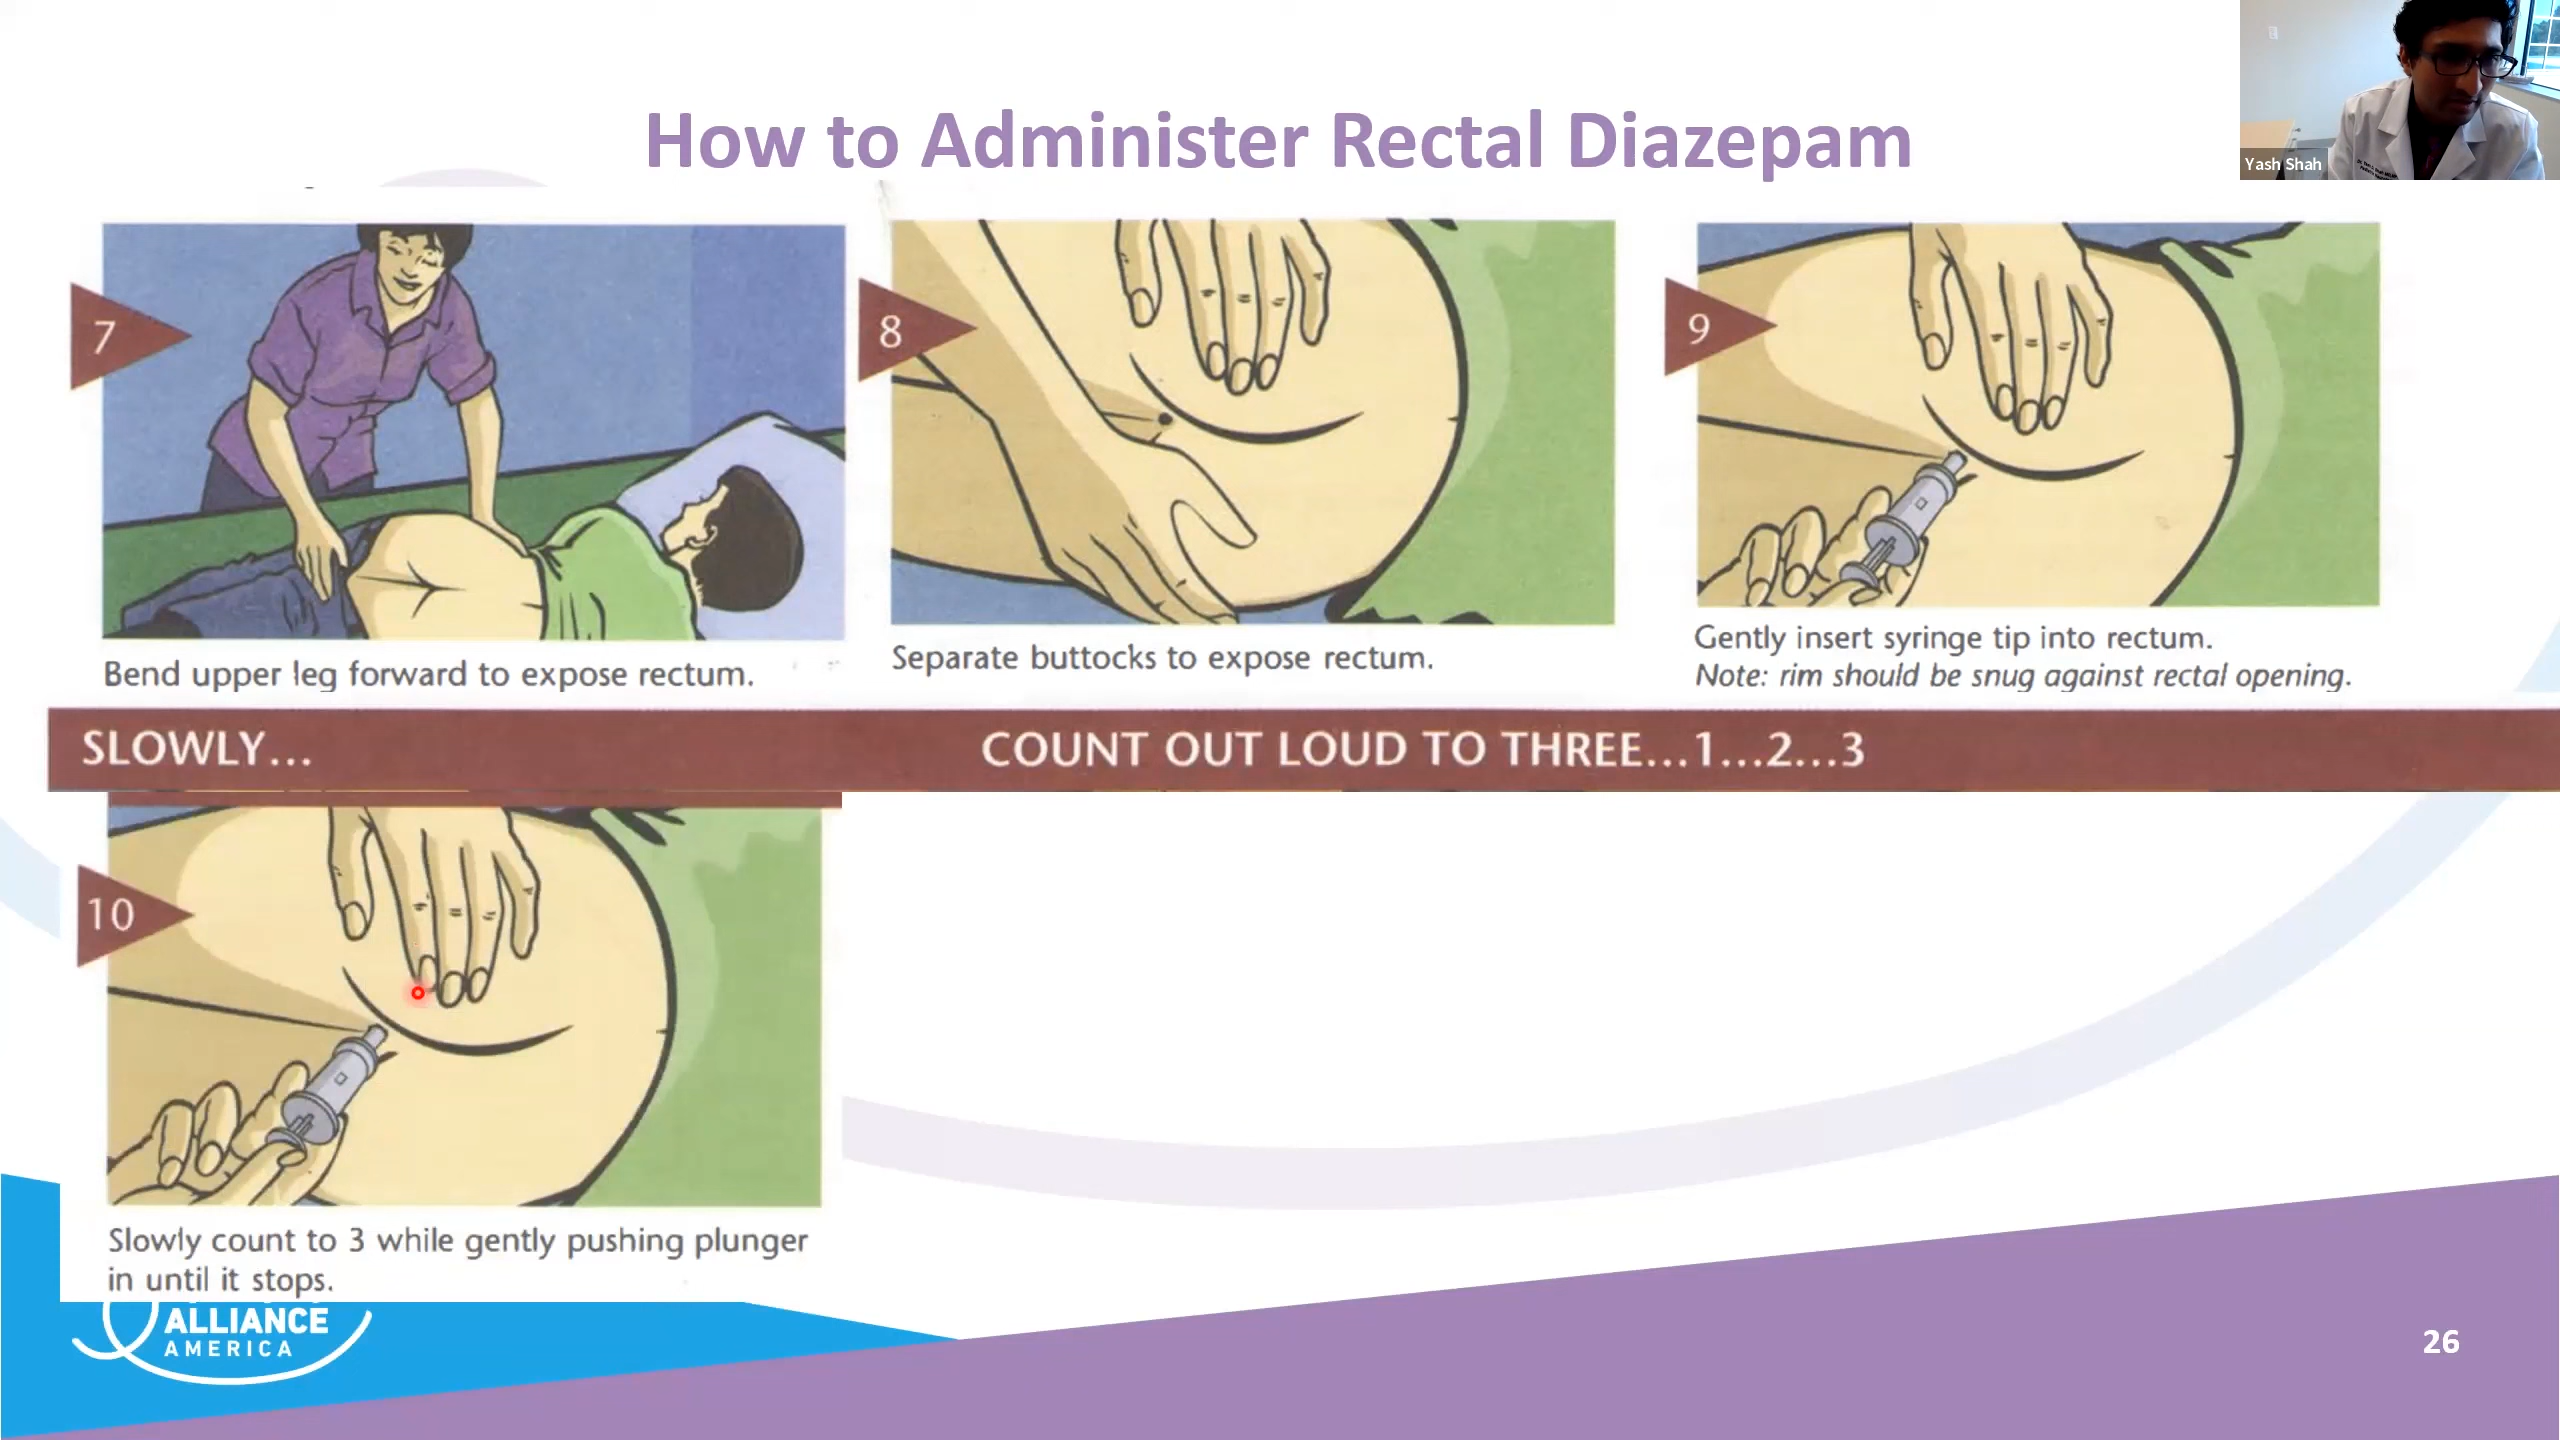 How to Administer Rectal Diazepam
Yash Shah
7
8
9
Bend upper leg forward to expose rectum.
Separate buttocks to expose rectum.
Gently insert syringe tip into rectum.
Note: rim should be snug against rectal opening.
SLOWLY...
COUNT OUT LOUD TO THREE...1...2...3
10
Slowly count to 3 while gently pushing plunger
in until it stops.
ALLIANCE
AMERICA
26